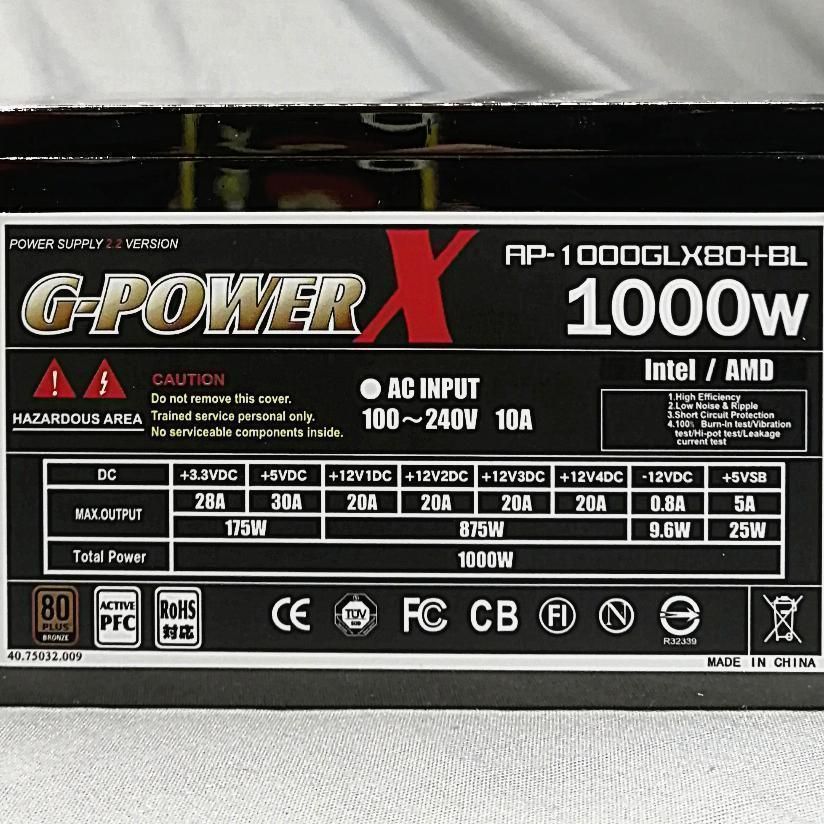 POWER SUPPLY 2.2 VERSION
G-POWER X
AP-1000GLX80+BL
1000W
HAZARDOUS AREA
CAUTION
Do not remove this cover.
Trained service personal only.
No serviceable components inside.
AC INPUT
100~240V 10A
Intel / AMD
1.High Efficiency
2.Low Noise & Ripple
3.Short Circuit Protection
4.100% Burn-In test/Vibration
test/Hi-pot test/Leakage
current test
DC +3.3VDC +5VDC +12V1DC +12V2DC +12V3DC +12V4DC -12VDC +5VSB
MAX.OUTPUT 28A 30A 20A 20A 20A 20A 0.8A 5A
175W 875W 9.6W 25W
Total Power 1000W
80
PLUS
BRONZE
ACTIVE
PFC
RoHS
対応
CE
TÜV
FC
CB
FI
N
R32339
40.75032.009
MADE IN CHINA